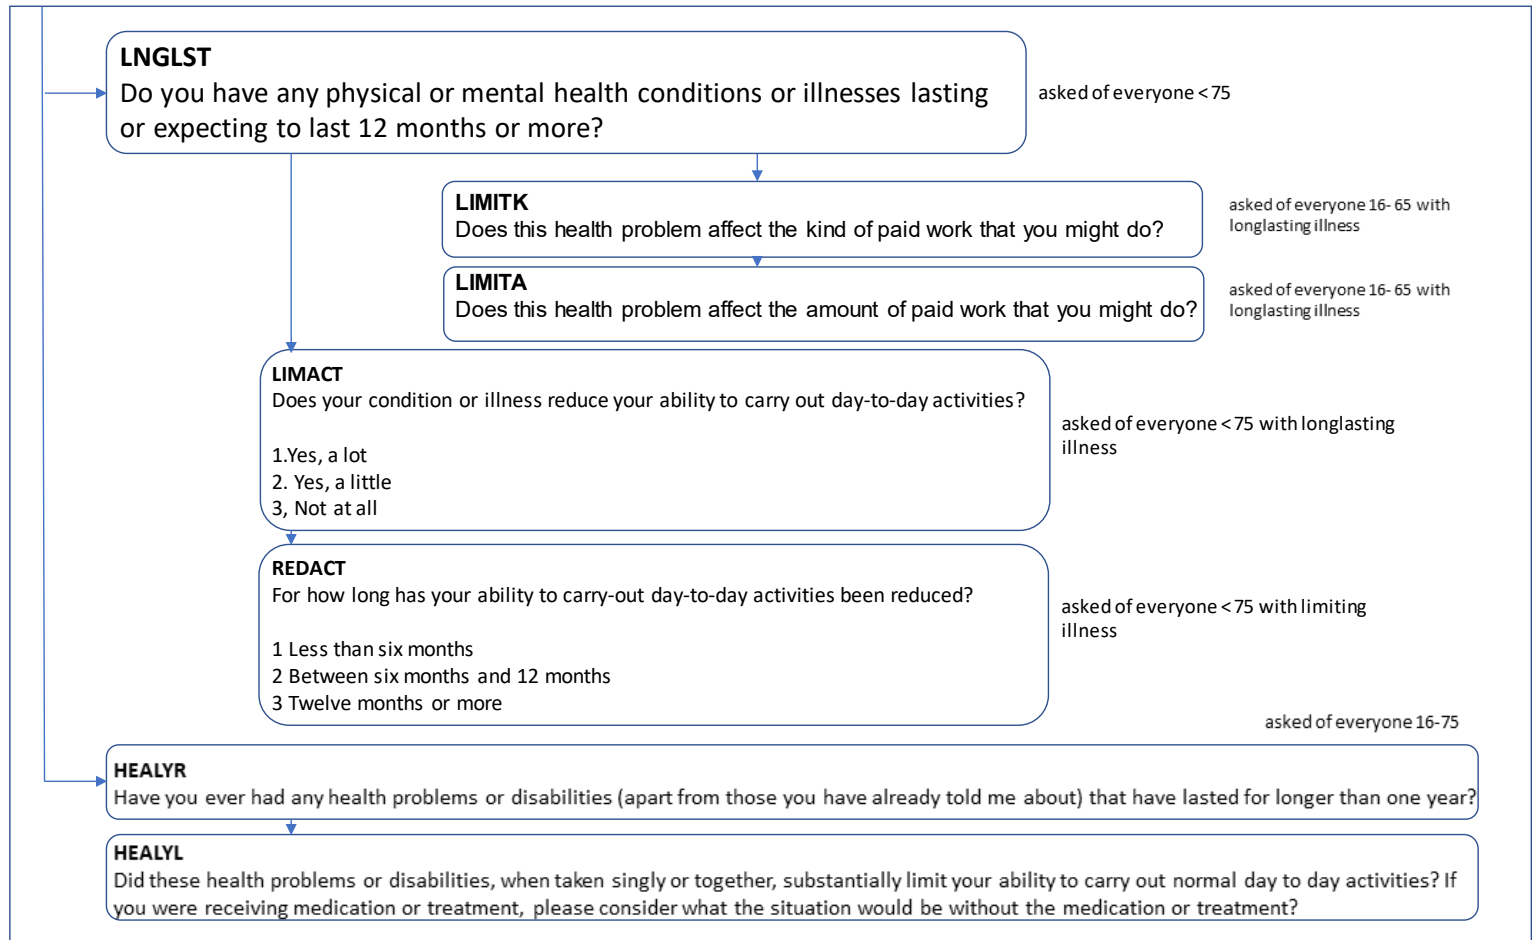 LNGLST
Do you have any physical or mental health conditions or illnesses lasting
or expecting to last 12 months or more?
asked of everyone <75
LIMITK
Does this health problem affect the kind of paid work that you might do?
asked of everyone 16-65 with
longlasting illness
LIMITA
Does this health problem affect the amount of paid work that you might do?
asked of everyone 16-65 with
longlasting illness
LIMACT
Does your condition or illness reduce your ability to carry out day-to-day activities?
1.Yes, a lot
2. Yes, a little
3, Not at all
asked of everyone <75 with longlasting
illness
REDACT
For how long has your ability to carry-out day-to-day activities been reduced?
1 Less than six months
2 Between six months and 12 months
3 Twelve months or more
asked of everyone <75 with limiting
illness
asked of everyone 16-75
HEALYR
Have you ever had any health problems or disabilities (apart from those you have already told me about) that have lasted for longer than one year?
HEALYL
Did these health problems or disabilities, when taken singly or together, substantially limit your ability to carry out normal day to day activities? If
you were receiving medication or treatment, please consider what the situation would be without the medication or treatment?